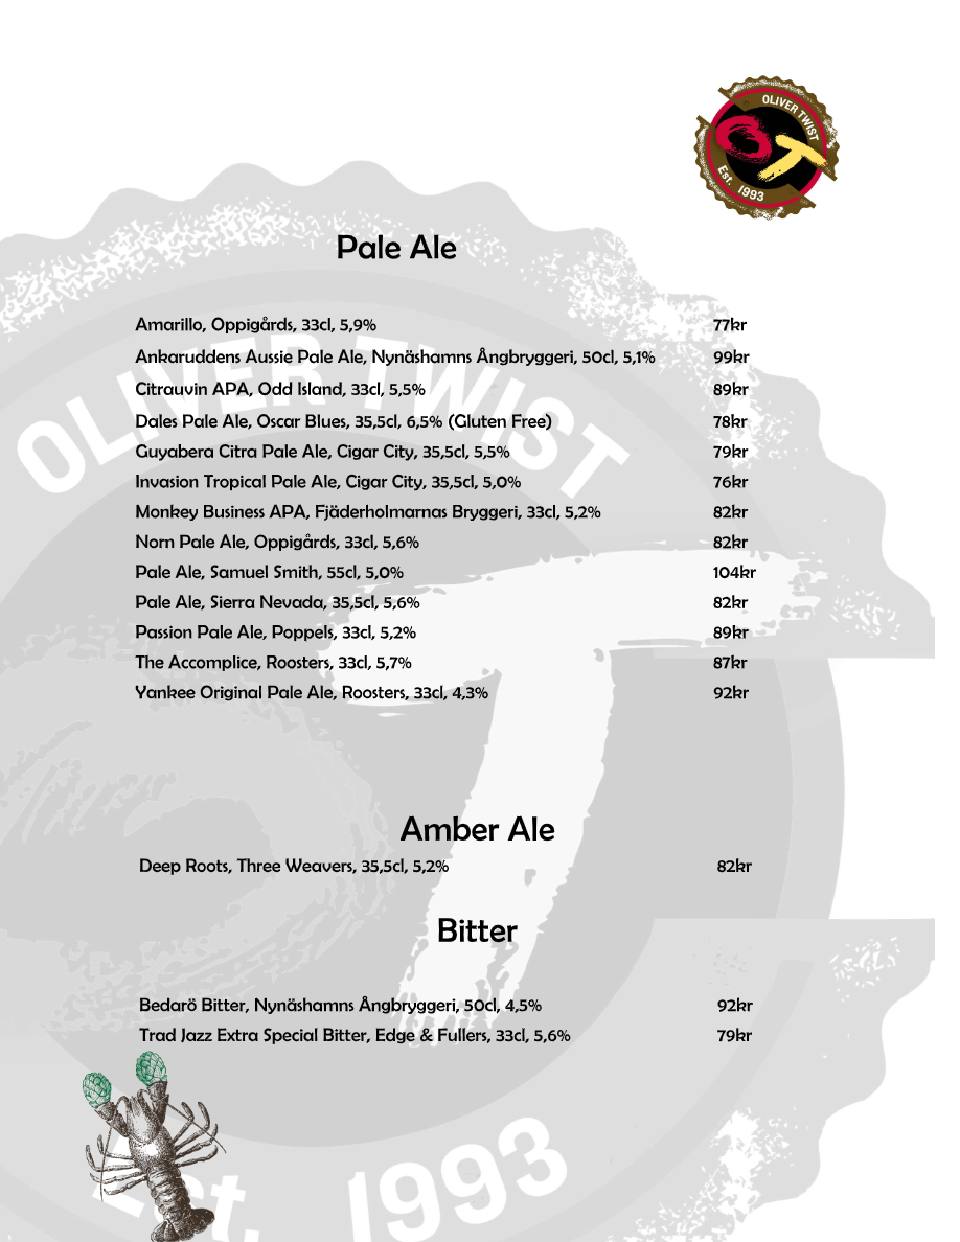 OLIVER TWIST
OT
Est. 1993
Pale Ale
Amarillo, Oppigårds, 33cl, 5,9% 77kr
Ankaruddens Aussie Pale Ale, Nynäshamns Ångbryggeri, 50cl, 5,1% 99kr
Citrauvin APA, Odd Island, 33cl, 5,5% 89kr
Dales Pale Ale, Oscar Blues, 35,5cl, 6,5% (Gluten Free) 78kr
Guyabera Citra Pale Ale, Cigar City, 35,5cl, 5,5% 79kr
Invasion Tropical Pale Ale, Cigar City, 35,5cl, 5,0% 76kr
Monkey Business APA, Fjäderholmarnas Bryggeri, 33cl, 5,2% 82kr
Norn Pale Ale, Oppigårds, 33cl, 5,6% 82kr
Pale Ale, Samuel Smith, 55cl, 5,0% 104kr
Pale Ale, Sierra Nevada, 35,5cl, 5,6% 82kr
Passion Pale Ale, Poppels, 33cl, 5,2% 89kr
The Accomplice, Roosters, 33cl, 5,7% 87kr
Yankee Original Pale Ale, Roosters, 33cl, 4,3% 92kr
Amber Ale
Deep Roots, Three Weavers, 35,5cl, 5,2% 82kr
Bitter
Bedarö Bitter, Nynäshamns Ångbryggeri, 50cl, 4,5% 92kr
Trad Jazz Extra Special Bitter, Edge & Fullers, 33cl, 5,6% 79kr
OLIVER TWIST
Est. 1993